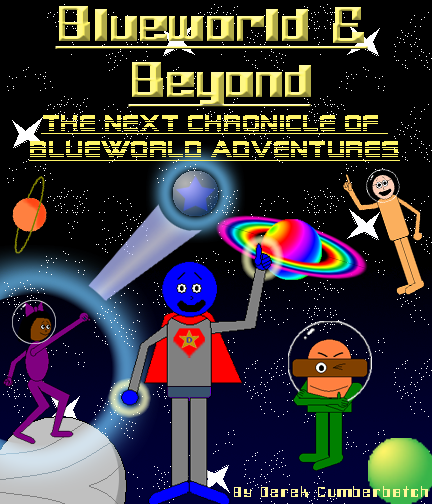 Blueworld &
Beyond
THE NEXT CHRONICLE OF
BLUEWORLD ADVENTURES
D
By Derek Cumberbatch